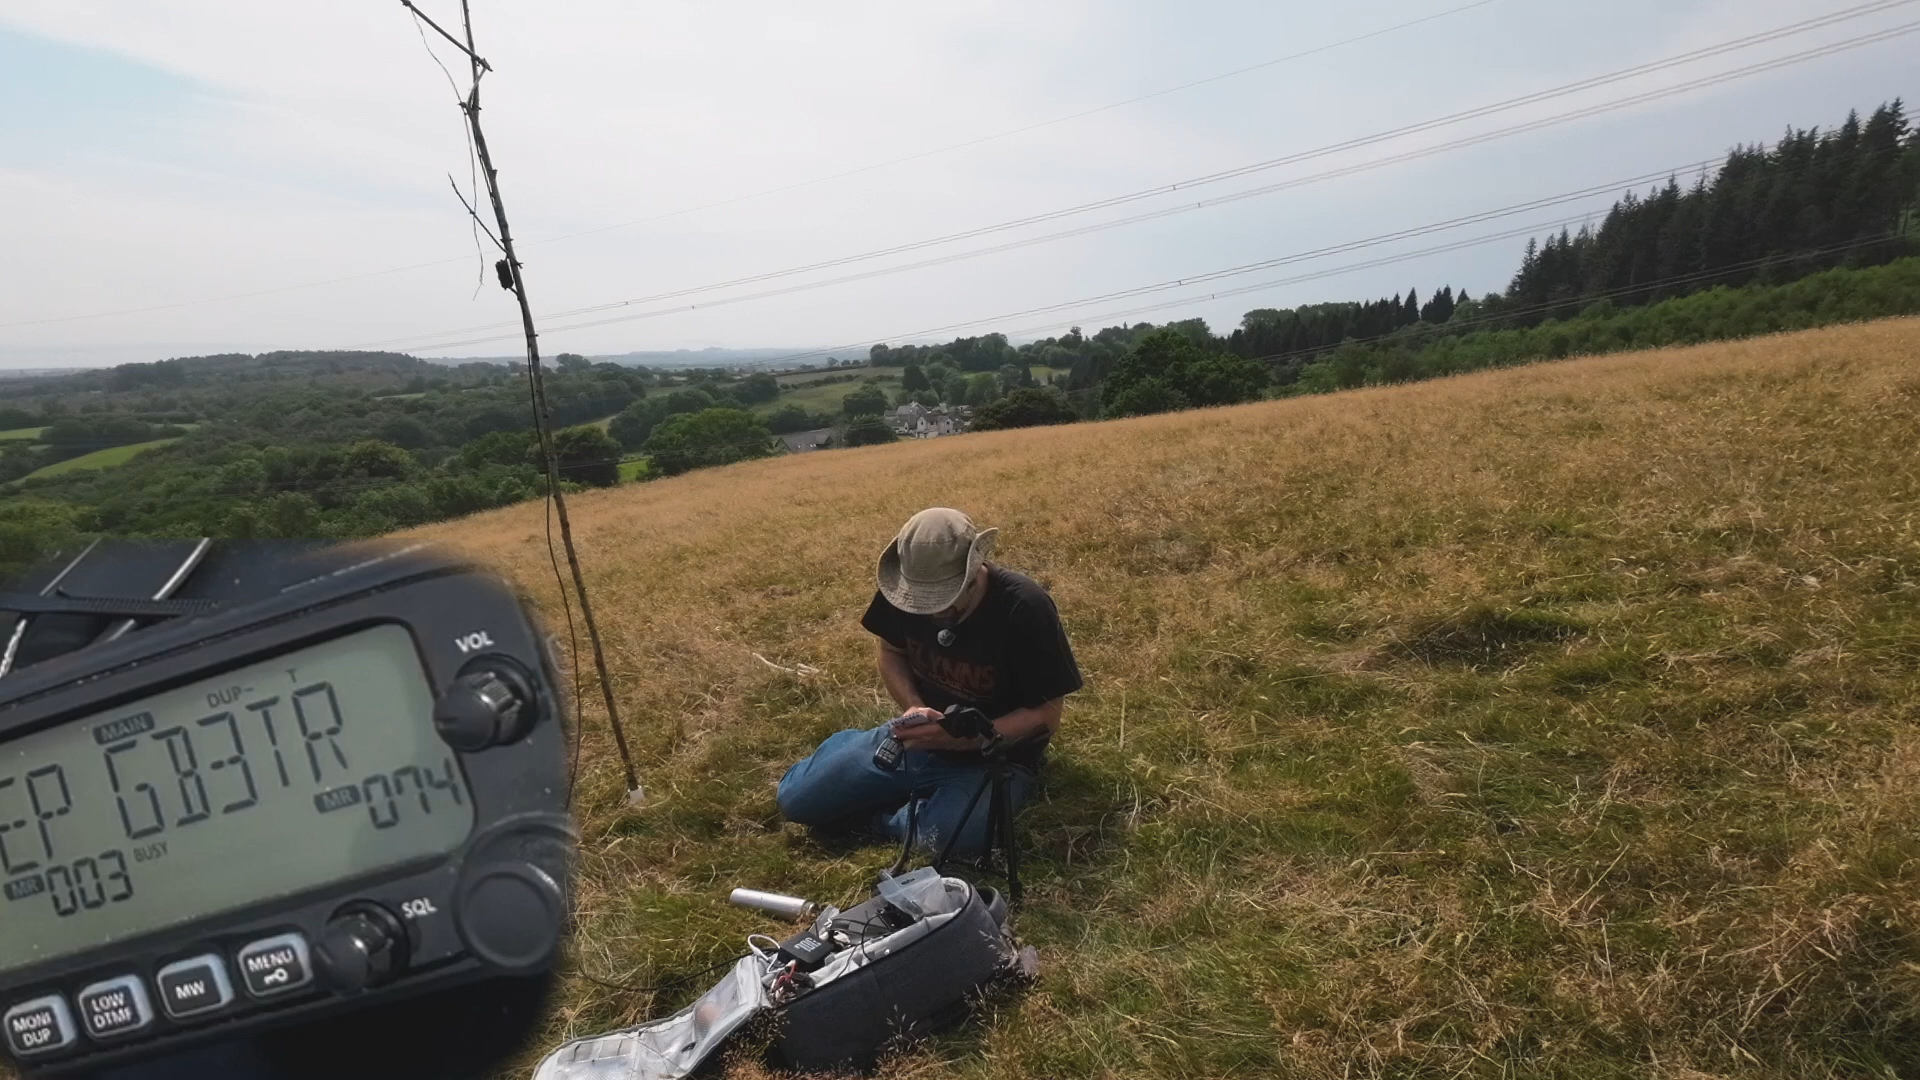 VOL
DUP- T
MAIN
EP GB3TR
MR 074
BUSY
MR 003
SQL
MONI
DUP
LOW
DTMF
MW
MENU